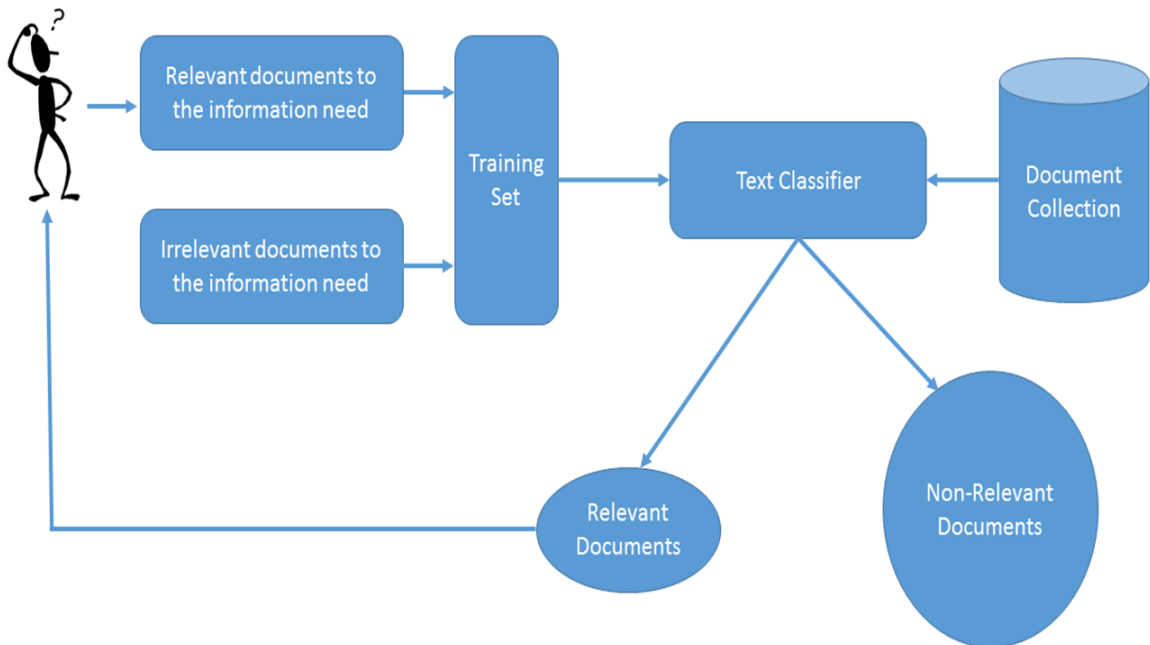 ?
Relevant documents to
the information need
Irrelevant documents to
the information need
Training
Set
Text Classifier
Document
Collection
Relevant
Documents
Non-Relevant
Documents